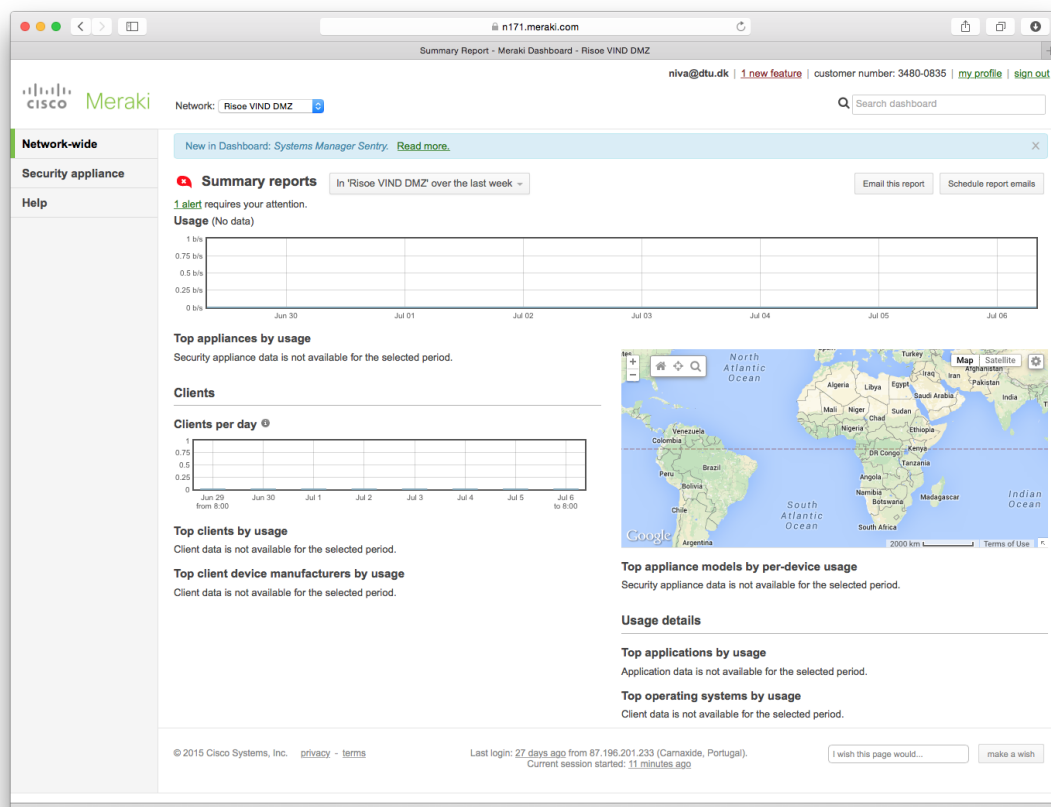 n171.meraki.com
Summary Report - Meraki Dashboard - Risoe VIND DMZ
niva@dtu.dk | 1 new feature | customer number: 3480-0835 | my profile | sign out
CISCO Meraki
Network: Risoe VIND DMZ
Search dashboard
Network-wide
Security appliance
Help
New in Dashboard: Systems Manager Sentry. Read more. X
Summary reports
In 'Risoe VIND DMZ' over the last week
Email this report
Schedule report emails
1 alert requires your attention.
Usage (No data)
1 b/s
0.75 b/s
0.5 b/s
0.25 b/s
0 b/s
Jun 30 Jul 01 Jul 02 Jul 03 Jul 04 Jul 05 Jul 06
Top appliances by usage
Security appliance data is not available for the selected period.
Clients
Clients per day
1
0.75
0.5
0.25
0
Jun 29 Jun 30 Jul 1 Jul 2 Jul 3 Jul 4 Jul 5 Jul 6
from 8:00 to 8:00
Top clients by usage
Client data is not available for the selected period.
Top client device manufacturers by usage
Client data is not available for the selected period.
+
−
Map Satellite
North
Atlantic
Ocean
Turkey
Iraq
Iran
Afghanistan
Pakistan
Algeria
Libya
Egypt
Saudi Arabia
India
Mali
Niger
Chad
Sudan
Nigeria
Ethiopia
Venezuela
Colombia
DR Congo
Kenya
Tanzania
Brazil
Peru
Bolivia
Angola
Namibia
Botswana
Madagascar
Indian
Ocean
Chile
South
Atlantic
Ocean
South Africa
Argentina
Google
2000 km
Terms of Use
Top appliance models by per-device usage
Security appliance data is not available for the selected period.
Usage details
Top applications by usage
Application data is not available for the selected period.
Top operating systems by usage
Client data is not available for the selected period.
© 2015 Cisco Systems, Inc. privacy - terms
Last login: 27 days ago from 87.196.201.233 (Carnaxide, Portugal).
Current session started: 11 minutes ago
I wish this page would...
make a wish